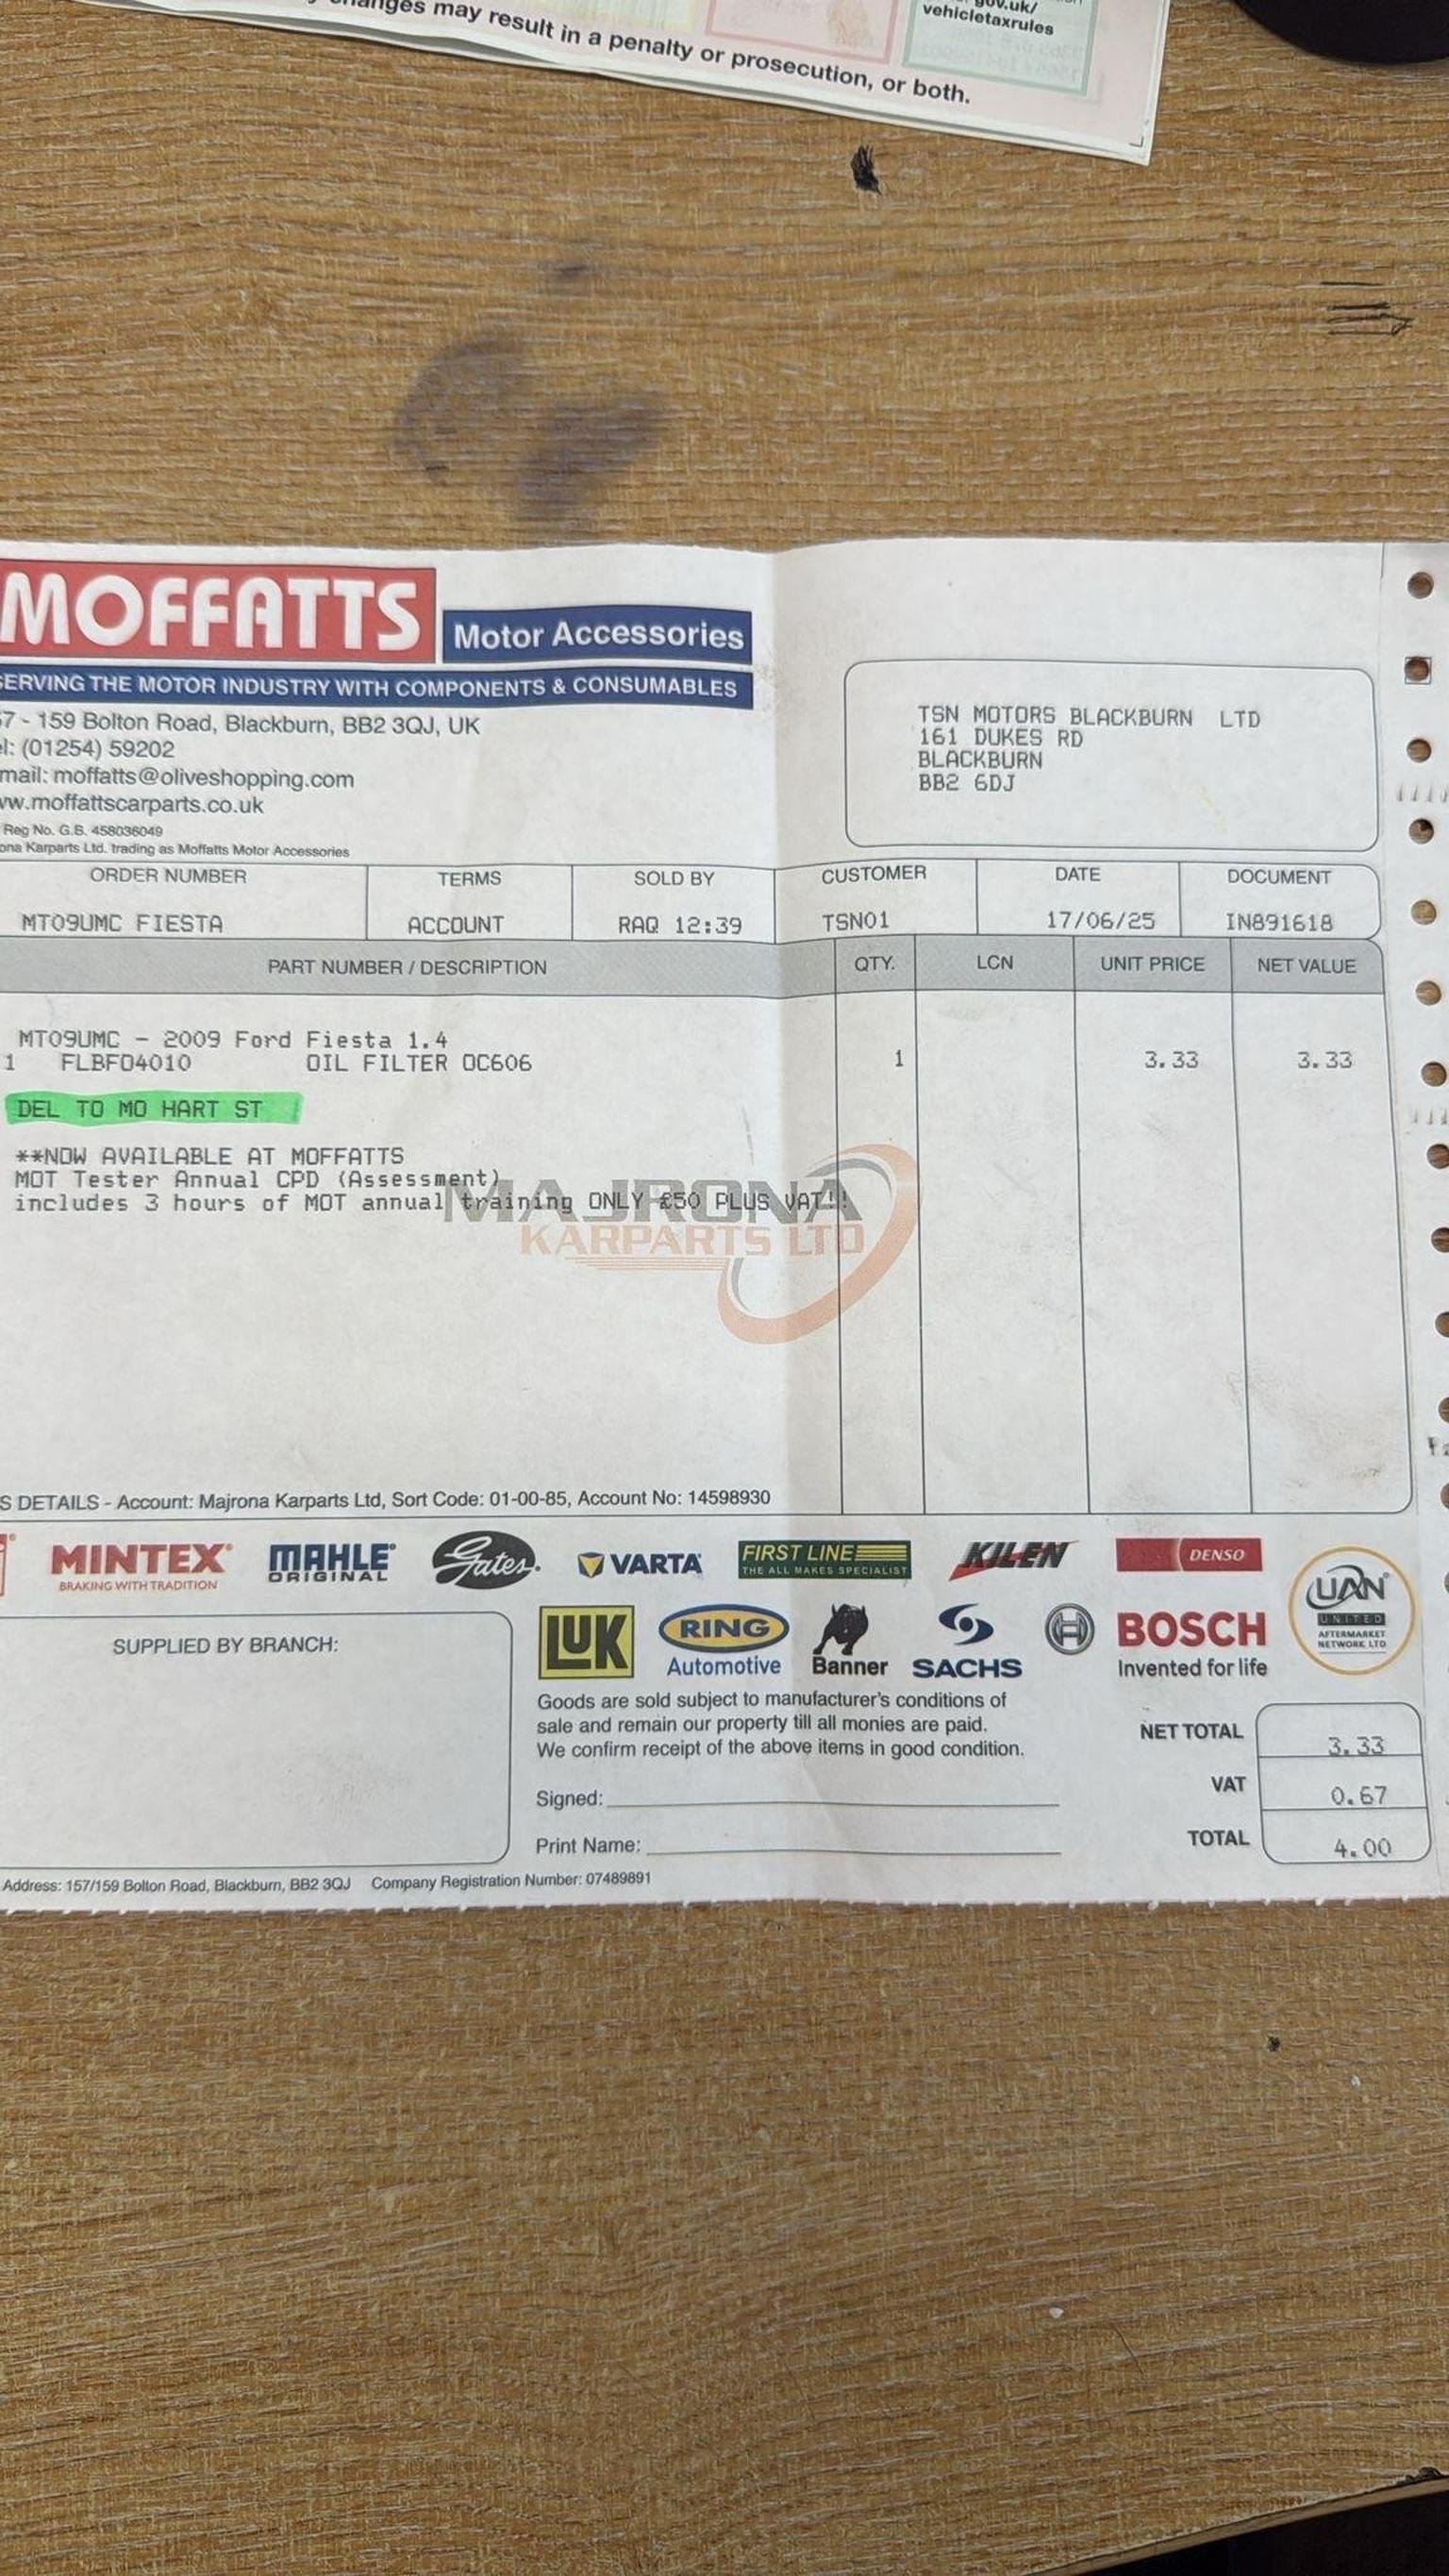 changes may result in a penalty or prosecution, or both.
gov.uk/
vehicletaxrules
MOFFATTS
Motor Accessories
SERVING THE MOTOR INDUSTRY WITH COMPONENTS & CONSUMABLES
7 - 159 Bolton Road, Blackburn, BB2 3QJ, UK
el: (01254) 59202
mail: moffatts@oliveshopping.com
ww.moffattscarparts.co.uk
Reg No. G.B. 458036049
ona Karparts Ltd. trading as Moffatts Motor Accessories
TSN MOTORS BLACKBURN LTD
161 DUKES RD
BLACKBURN
BB2 6DJ
ORDER NUMBER TERMS SOLD BY CUSTOMER DATE DOCUMENT
MT09UMC FIESTA ACCOUNT RAQ 12:39 TSN01 17/06/25 IN891618
PART NUMBER / DESCRIPTION QTY. LCN UNIT PRICE NET VALUE
MT09UMC - 2009 Ford Fiesta 1.4
1 FLBF04010 OIL FILTER OC606 1 3.33 3.33
DEL TO MO HART ST
**NOW AVAILABLE AT MOFFATTS
MOT Tester Annual CPD (Assessment)
includes 3 hours of MOT annual training ONLY £50 PLUS VAT!!
MAJRONA
KARPARTS LTD
S DETAILS - Account: Majrona Karparts Ltd, Sort Code: 01-00-85, Account No: 14598930
MINTEX
BRAKING WITH TRADITION
MAHLE
ORIGINAL
Gates
VARTA
FIRST LINE
THE ALL MAKES SPECIALIST
KILEN
DENSO
UAN
UNITED
AFTERMARKET
NETWORK LTD
LUK
RING
Automotive
Banner
SACHS
BOSCH
Invented for life
SUPPLIED BY BRANCH:
Goods are sold subject to manufacturer's conditions of
sale and remain our property till all monies are paid.
We confirm receipt of the above items in good condition.
Signed:
Print Name:
NET TOTAL 3.33
VAT 0.67
TOTAL 4.00
Address: 157/159 Bolton Road, Blackburn, BB2 3QJ Company Registration Number: 07489891